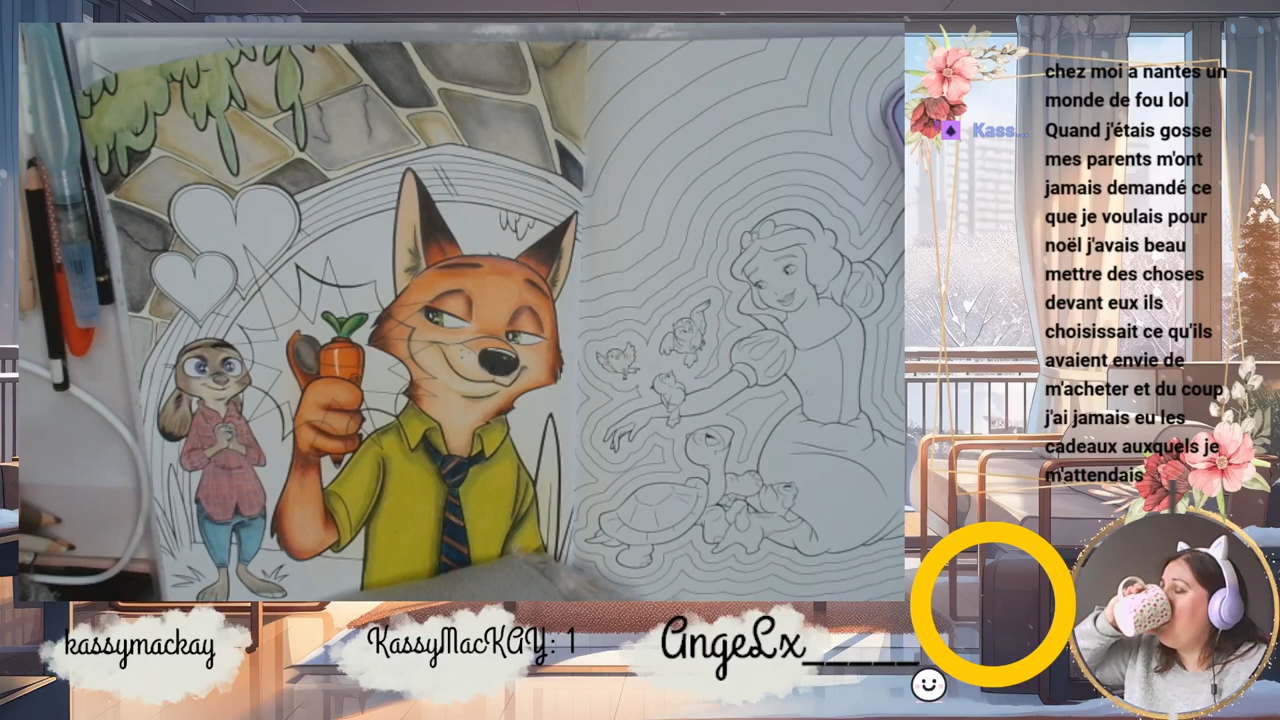 chez moi a nantes un
monde de fou lol
Kass... Quand j'étais gosse
mes parents m'ont
jamais demandé ce
que je voulais pour
noël j'avais beau
mettre des choses
devant eux ils
choisissait ce qu'ils
avaient envie de
m'acheter et du coup
j'ai jamais eu les
cadeaux auxquels je
m'attendais
kassymackay
KassyMacKAY: 1
AngeLx_____